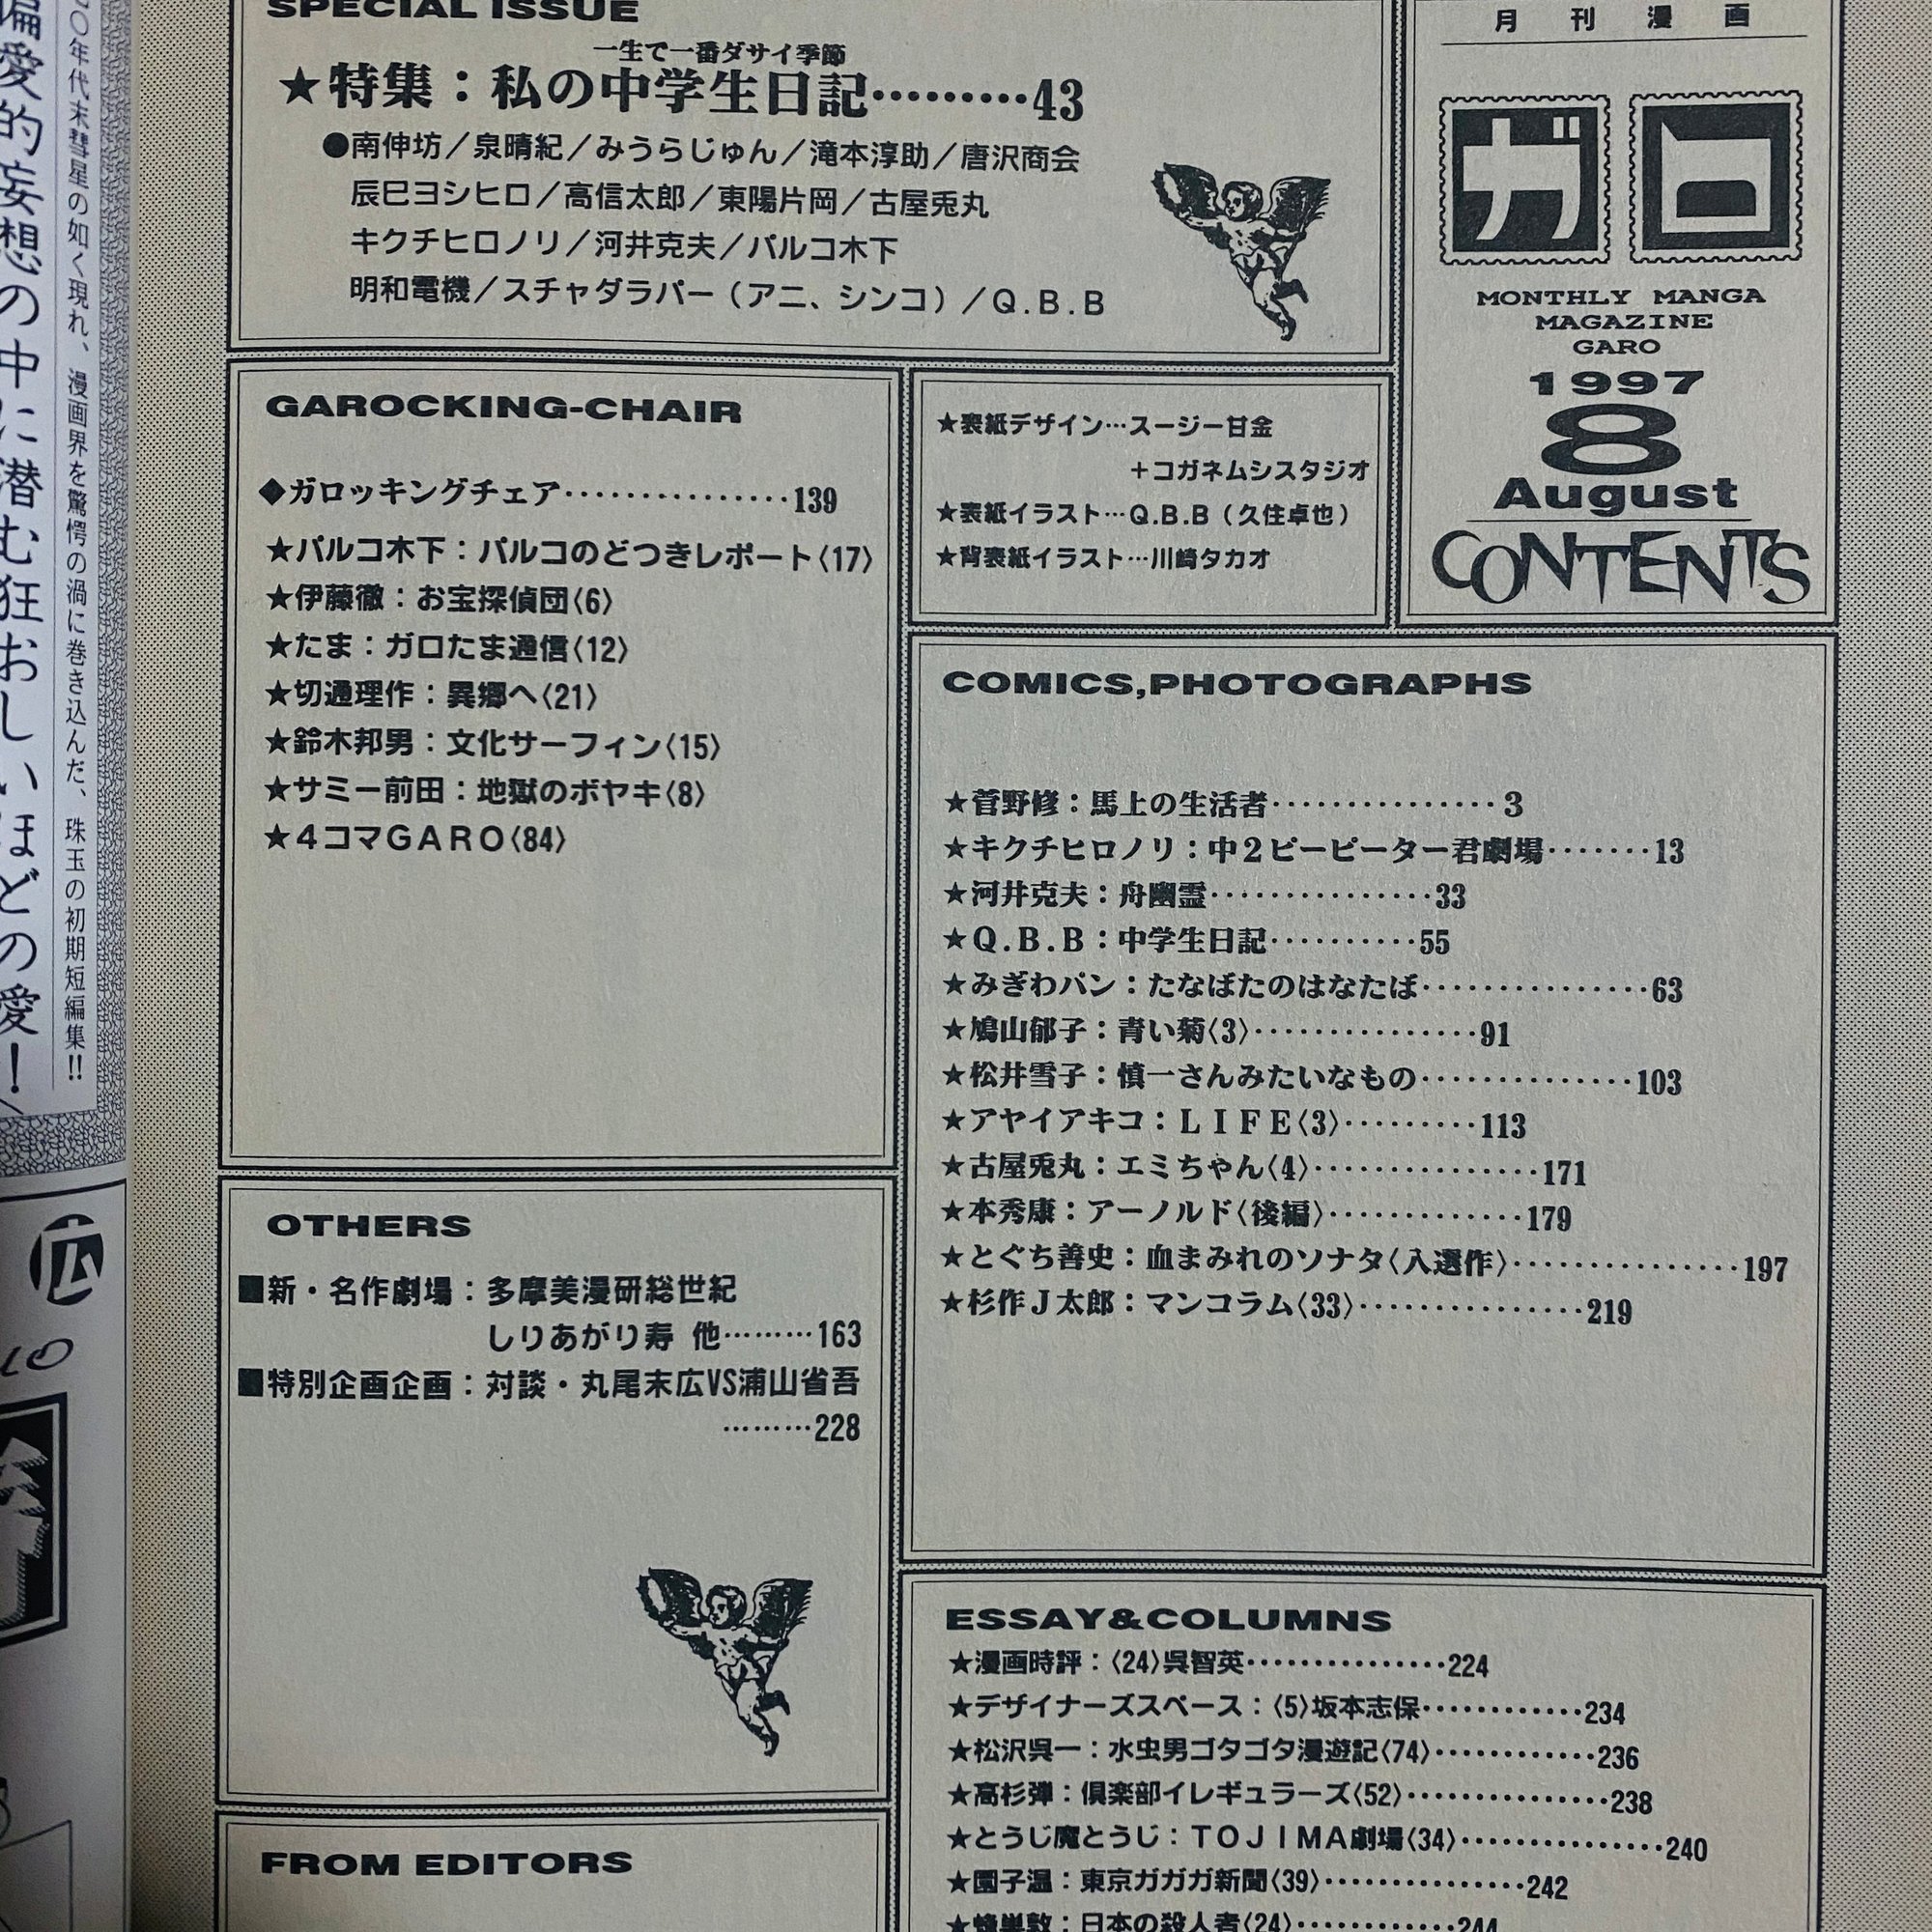 月刊漫画
ガロ
MONTHLY MANGA
MAGAZINE
GARO
1997
8
August
CONTENTS
SPECIAL ISSUE
一生で一番ダサイ季節
★特集：私の中学生日記………43
●南伸坊／泉晴紀／みうらじゅん／滝本淳助／唐沢商会
辰巳ヨシヒロ／高信太郎／東陽片岡／古屋兎丸
キクチヒロノリ／河井克夫／パルコ木下
明和電機／スチャダラパー（アニ、シンコ）／Q.B.B
★表紙デザイン…スージー甘金
＋コガネムシスタジオ
★表紙イラスト…Q.B.B（久住卓也）
★背表紙イラスト…川崎タカオ
GAROCKING-CHAIR
◆ガロッキングチェア……………139
★パルコ木下：パルコのどつきレポート〈17〉
★伊藤徹：お宝探偵団〈6〉
★たま：ガロたま通信〈12〉
★切通理作：異郷へ〈21〉
★鈴木邦男：文化サーフィン〈15〉
★サミー前田：地獄のボヤキ〈8〉
★４コマGARO〈84〉
COMICS,PHOTOGRAPHS
★菅野修：馬上の生活者……………3
★キクチヒロノリ：中２ピーピーター君劇場……13
★河井克夫：舟幽霊……………33
★Q.B.B：中学生日記………55
★みぎわパン：たなばたのはなたば……………63
★鳩山郁子：青い菊〈3〉……………91
★松井雪子：慎一さんみたいなもの……………103
★アヤイアキコ：LIFE〈3〉………113
★古屋兎丸：エミちゃん〈4〉……………171
★本秀康：アーノルド〈後編〉……………179
★とぐち善史：血まみれのソナタ〈入選作〉……………197
★杉作Ｊ太郎：マンコラム〈33〉……………219
OTHERS
■新・名作劇場：多摩美漫研総世紀
しりあがり寿 他………163
■特別企画企画：対談・丸尾末広VS浦山省吾
………228
ESSAY&COLUMNS
★漫画時評：〈24〉呉智英……………224
★デザイナーズスペース：〈5〉坂本志保…………234
★松沢呉一：水虫男ゴタゴタ漫遊記〈74〉…………236
★高杉弾：倶楽部イレギュラーズ〈52〉……………238
★とうじ魔とうじ：TOJIMA劇場〈34〉……………240
★園子温：東京ガガガ新聞〈39〉……………242
★蜂巣敦：日本の殺人者〈24〉…………244
FROM EDITORS
〇年代末彗星の如く現れ、漫画界を驚愕の渦に巻き込んだ、珠玉の初期短編集!!
偏愛的妄想の中に潜む狂おしいほどの愛！
広